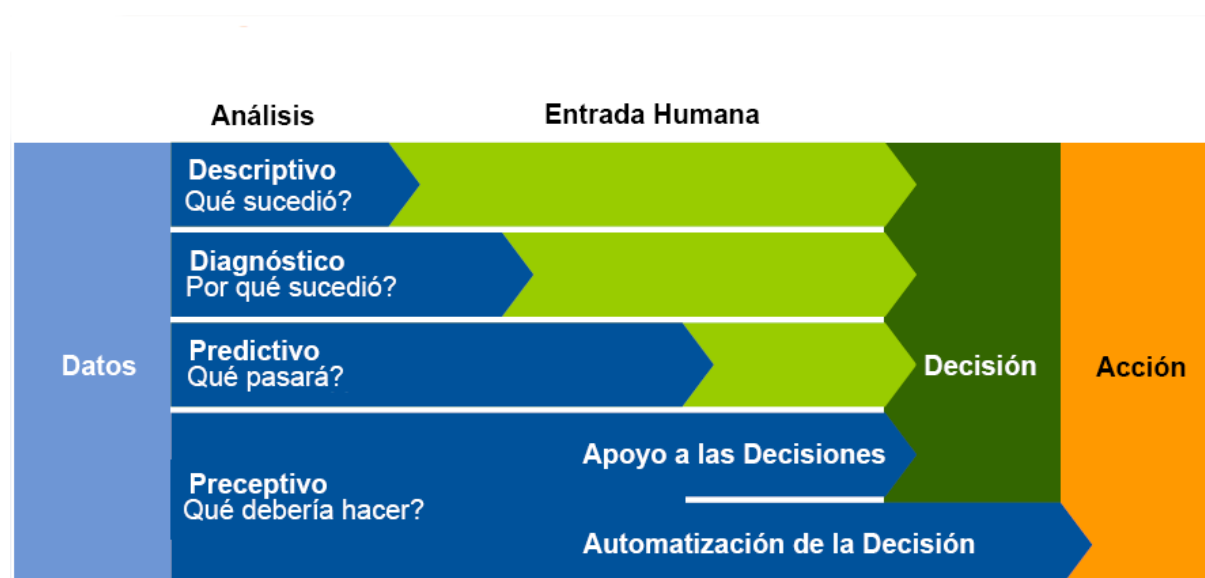 Análisis
Entrada Humana
Datos
Descriptivo
Qué sucedió?
Diagnóstico
Por qué sucedió?
Predictivo
Qué pasará?
Preceptivo
Qué debería hacer?
Apoyo a las Decisiones
Automatización de la Decisión
Decisión
Acción